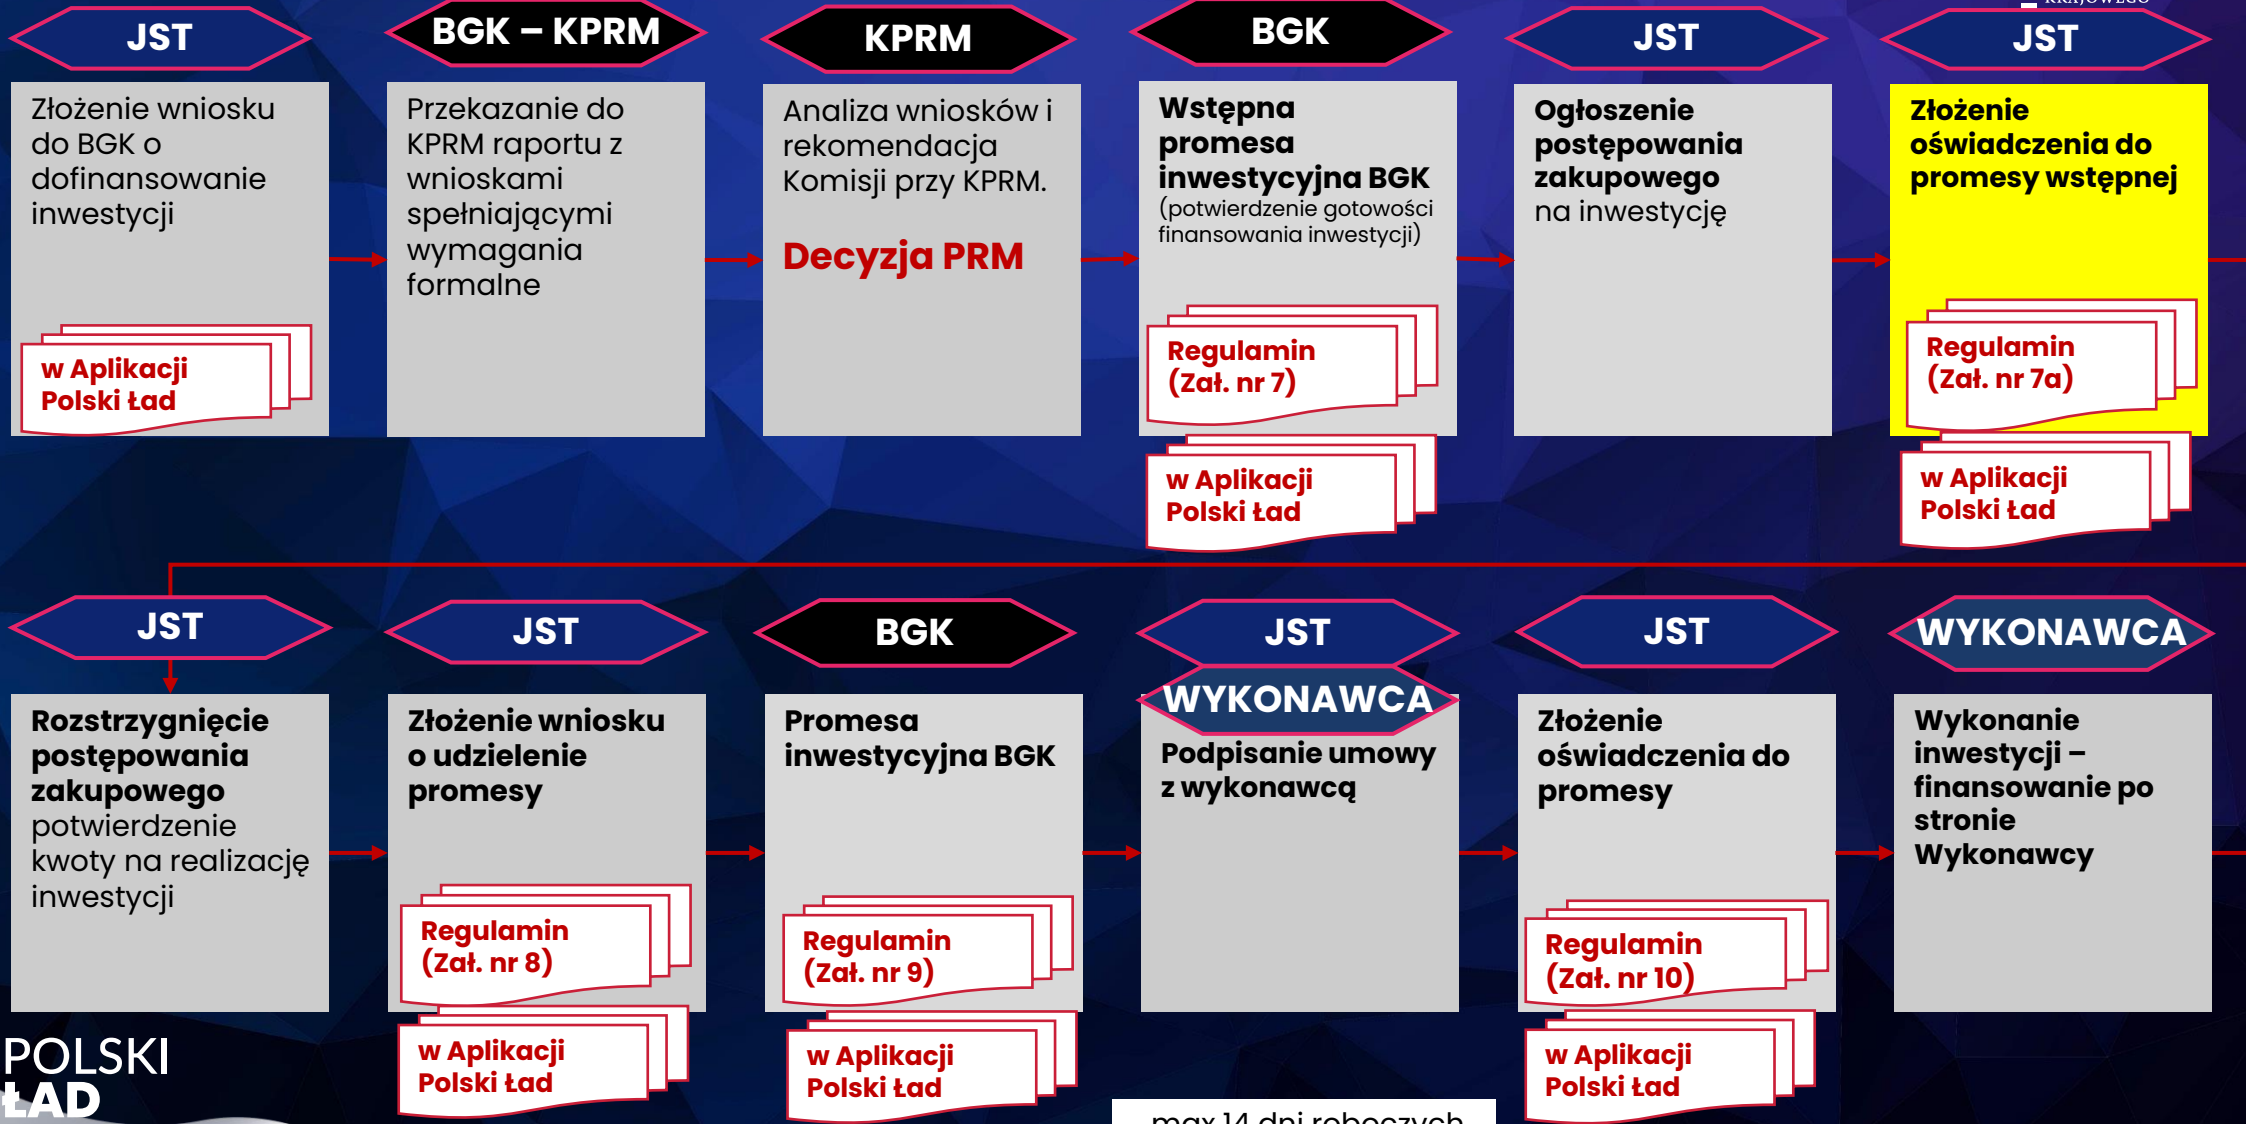 KRAJOWEGO
JST
BGK – KPRM
KPRM
BGK
JST
JST
Złożenie wniosku
do BGK o
dofinansowanie
inwestycji
w Aplikacji
Polski Ład
Przekazanie do
KPRM raportu z
wnioskami
spełniającymi
wymagania
formalne
Analiza wniosków i
rekomendacja
Komisji przy KPRM.
Decyzja PRM
Wstępna
promesa
inwestycyjna BGK
(potwierdzenie gotowości
finansowania inwestycji)
Regulamin
(Zał. nr 7)
w Aplikacji
Polski Ład
Ogłoszenie
postępowania
zakupowego
na inwestycję
Złożenie
oświadczenia do
promesy wstępnej
Regulamin
(Zał. nr 7a)
w Aplikacji
Polski Ład
JST
JST
BGK
JST
WYKONAWCA
JST
WYKONAWCA
Rozstrzygnięcie
postępowania
zakupowego
potwierdzenie
kwoty na realizację
inwestycji
Złożenie wniosku
o udzielenie
promesy
Regulamin
(Zał. nr 8)
w Aplikacji
Polski Ład
Promesa
inwestycyjna BGK
Regulamin
(Zał. nr 9)
w Aplikacji
Polski Ład
Podpisanie umowy
z wykonawcą
Złożenie
oświadczenia do
promesy
Regulamin
(Zał. nr 10)
w Aplikacji
Polski Ład
Wykonanie
inwestycji –
finansowanie po
stronie
Wykonawcy
POLSKI
ŁAD
max 14 dni roboczych